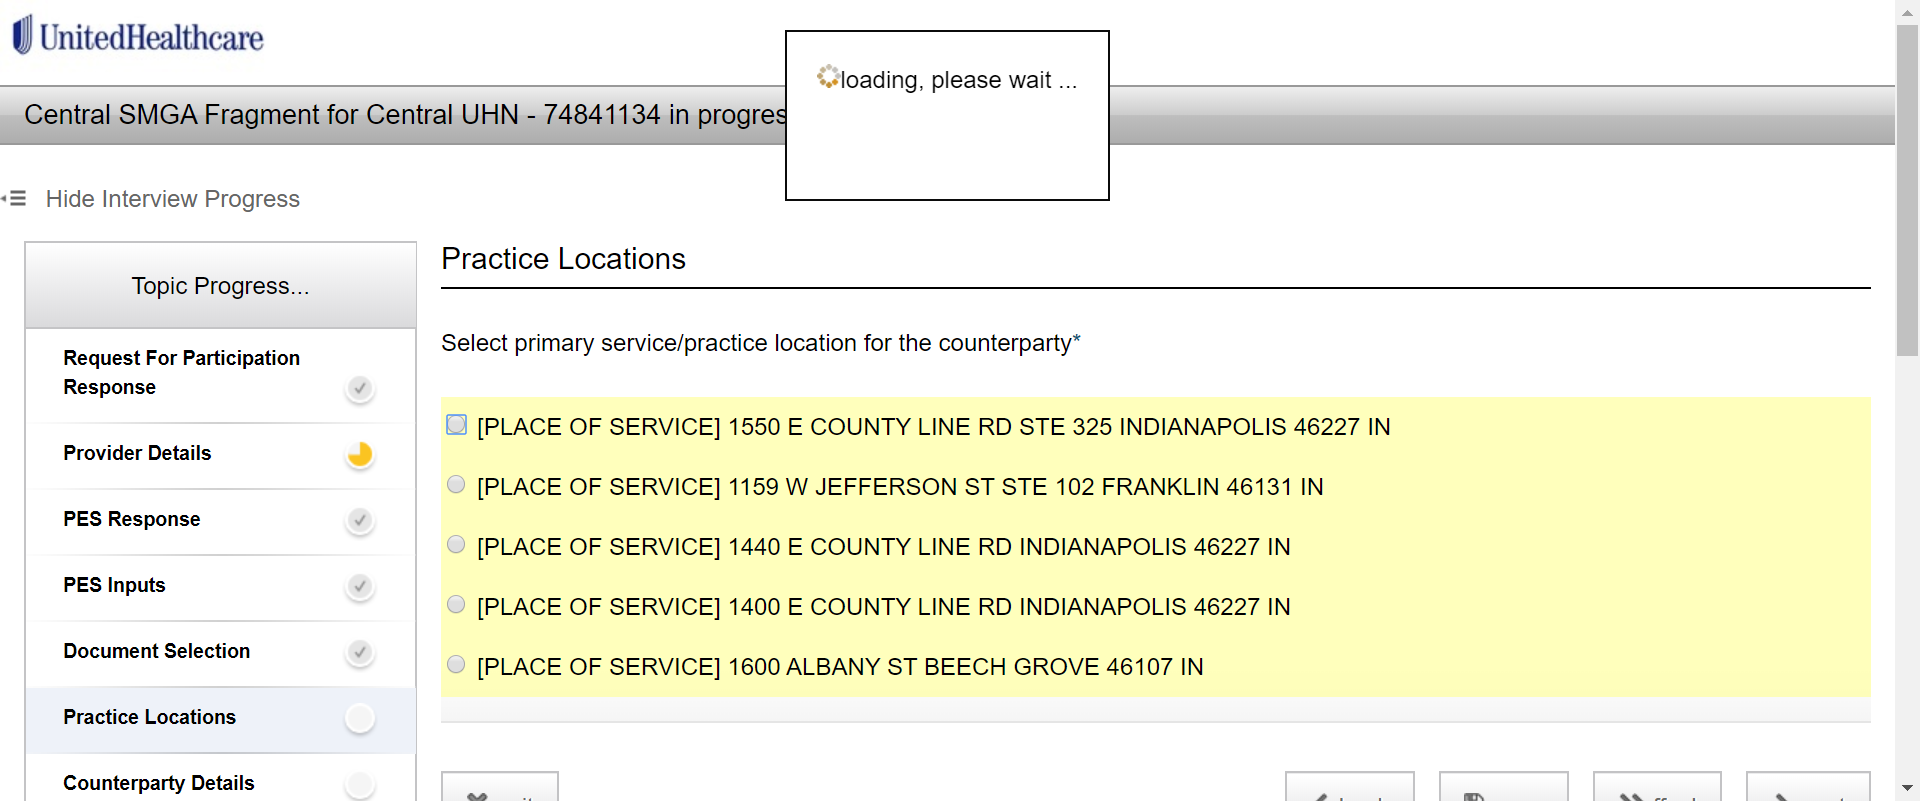 UnitedHealthcare
loading, please wait ...
Central SMGA Fragment for Central UHN - 74841134 in progres
Hide Interview Progress
Topic Progress...
Request For Participation
Response
Provider Details
PES Response
PES Inputs
Document Selection
Practice Locations
Counterparty Details
Practice Locations
Select primary service/practice location for the counterparty*
[PLACE OF SERVICE] 1550 E COUNTY LINE RD STE 325 INDIANAPOLIS 46227 IN
[PLACE OF SERVICE] 1159 W JEFFERSON ST STE 102 FRANKLIN 46131 IN
[PLACE OF SERVICE] 1440 E COUNTY LINE RD INDIANAPOLIS 46227 IN
[PLACE OF SERVICE] 1400 E COUNTY LINE RD INDIANAPOLIS 46227 IN
[PLACE OF SERVICE] 1600 ALBANY ST BEECH GROVE 46107 IN